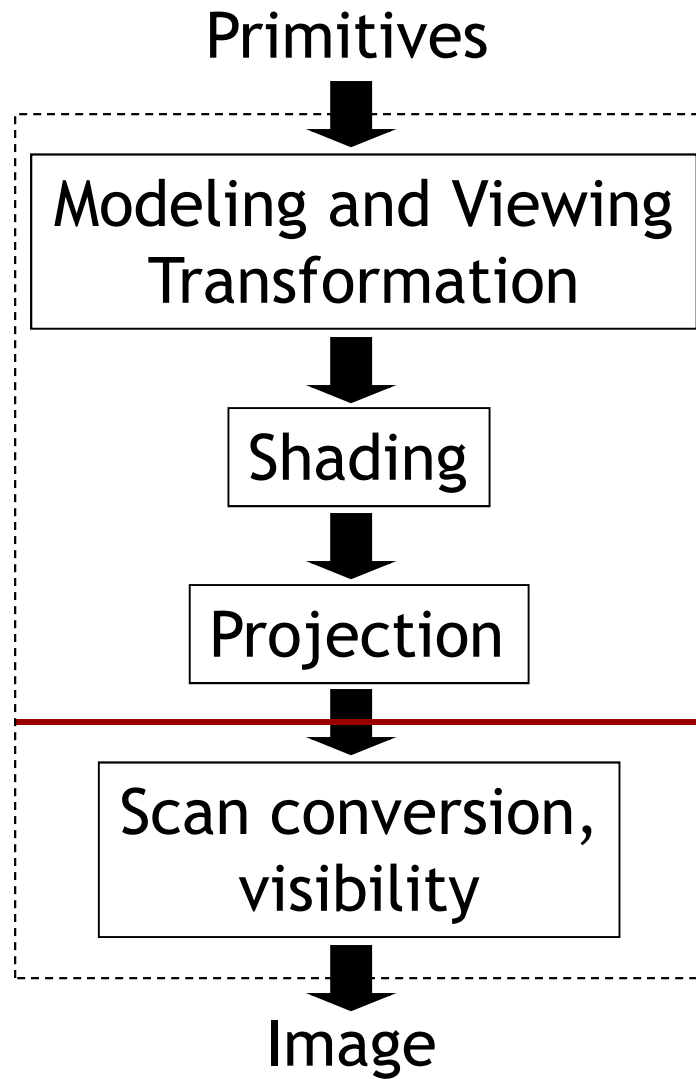 Primitives
Modeling and Viewing
Transformation
Shading
Projection
Scan conversion,
visibility
Image